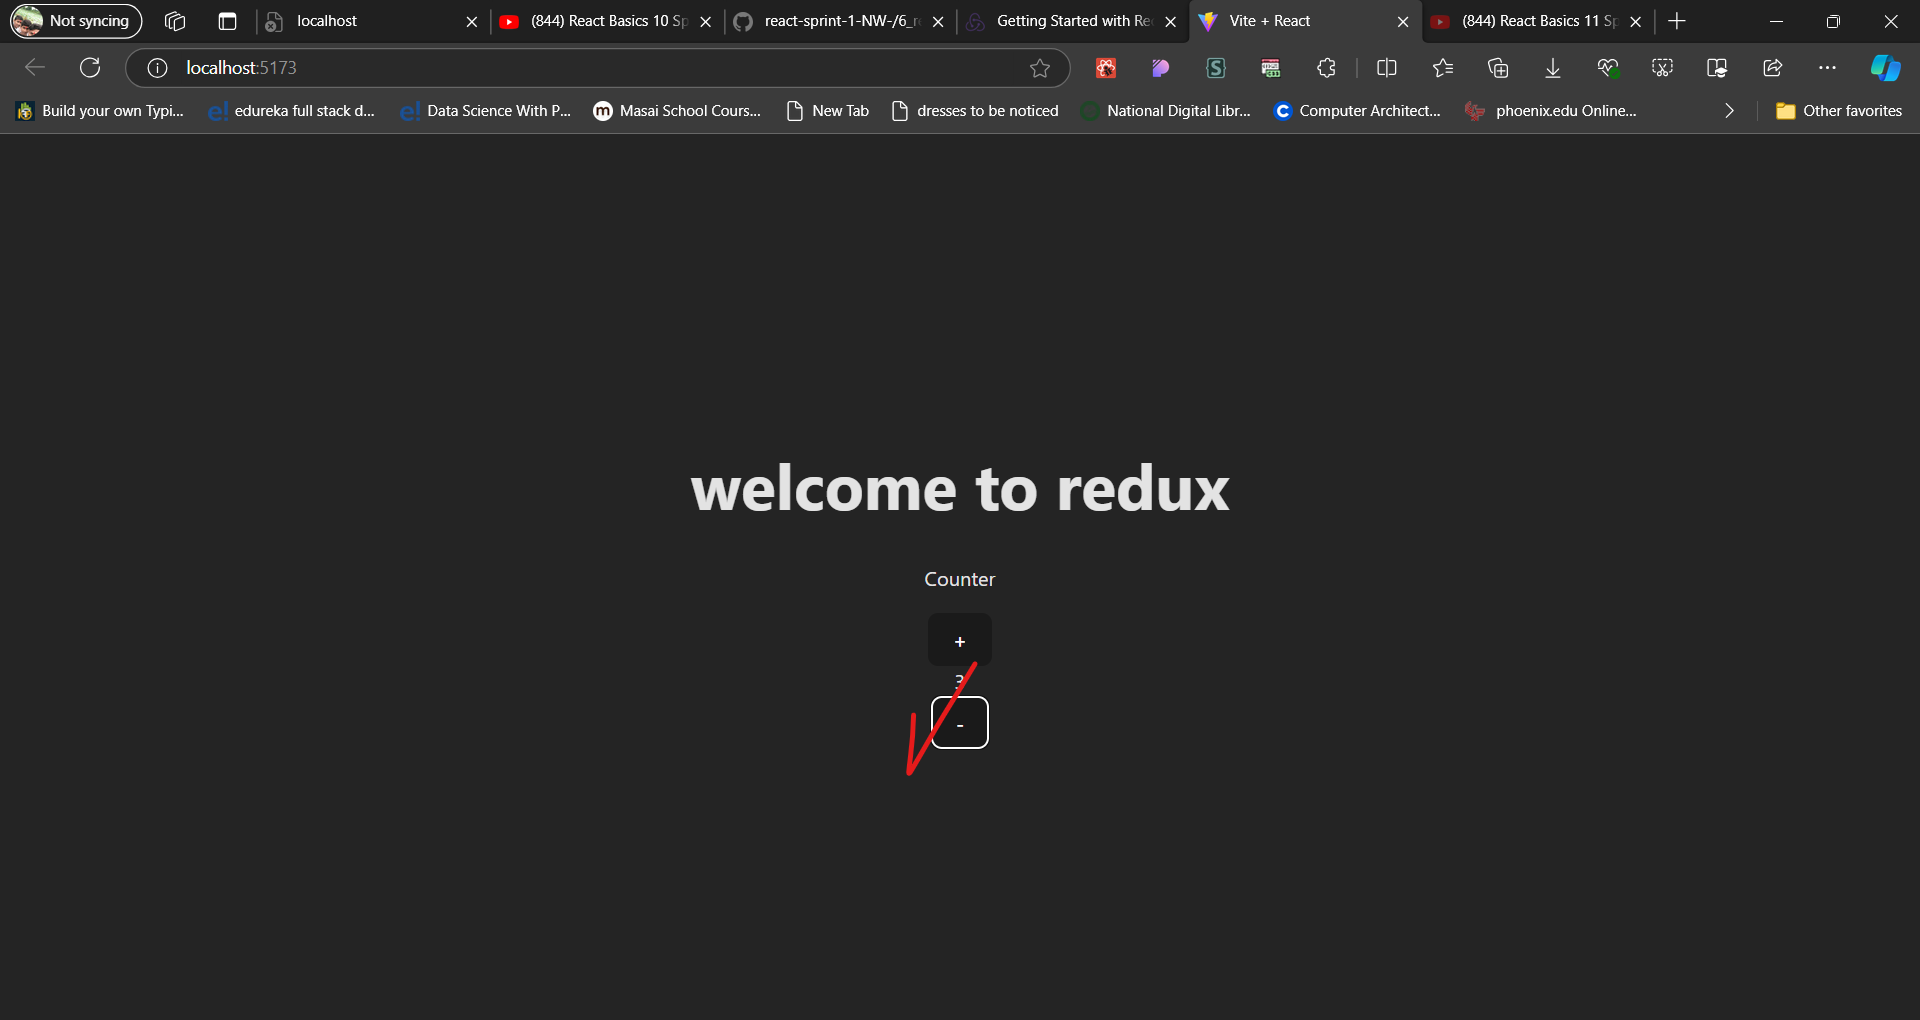 Not syncing
localhost
(844) React Basics 10 Sp
react-sprint-1-NW-/6_r
Getting Started with Re
Vite + React
(844) React Basics 11 Sp
localhost:5173
Build your own Typi...
edureka full stack d...
Data Science With P...
Masai School Cours...
New Tab
dresses to be noticed
National Digital Libr...
Computer Architect...
phoenix.edu Online...
Other favorites
welcome to redux
Counter
+
3
-